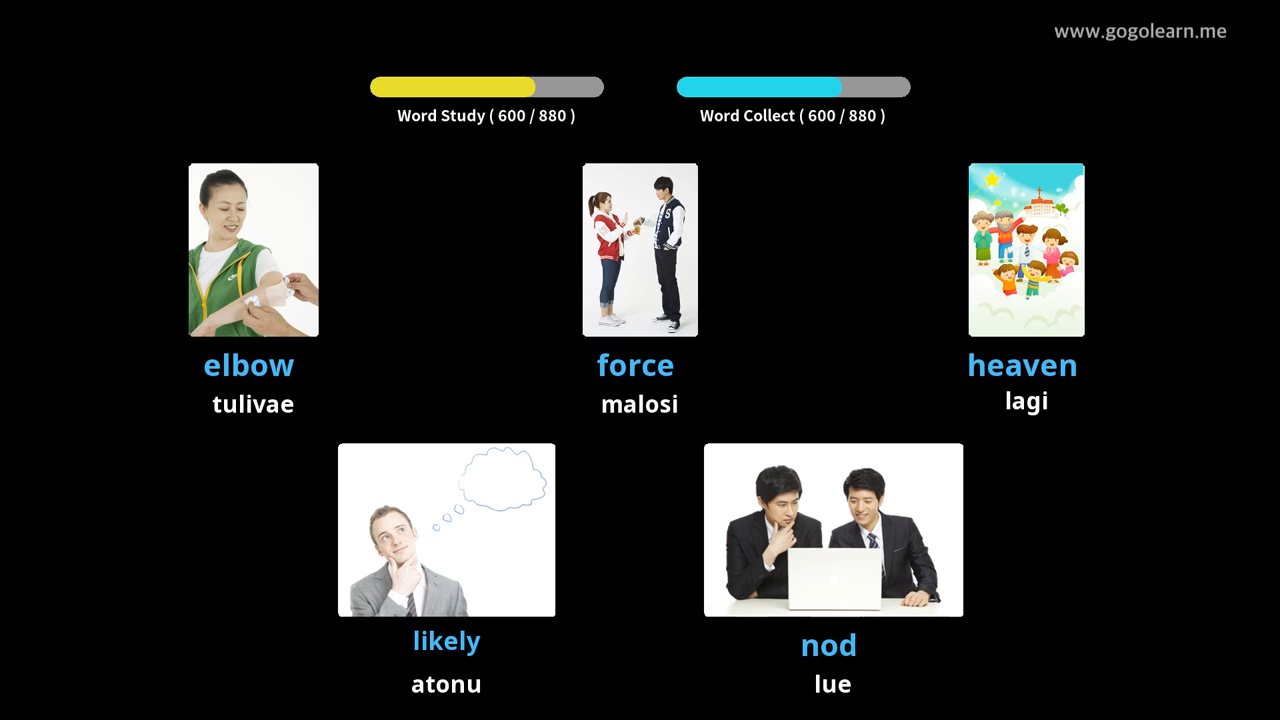 www.gogolearn.me
Word Study ( 600 / 880 )
Word Collect ( 600 / 880 )
elbow
tulivae
force
malosi
heaven
lagi
likely
atonu
nod
lue